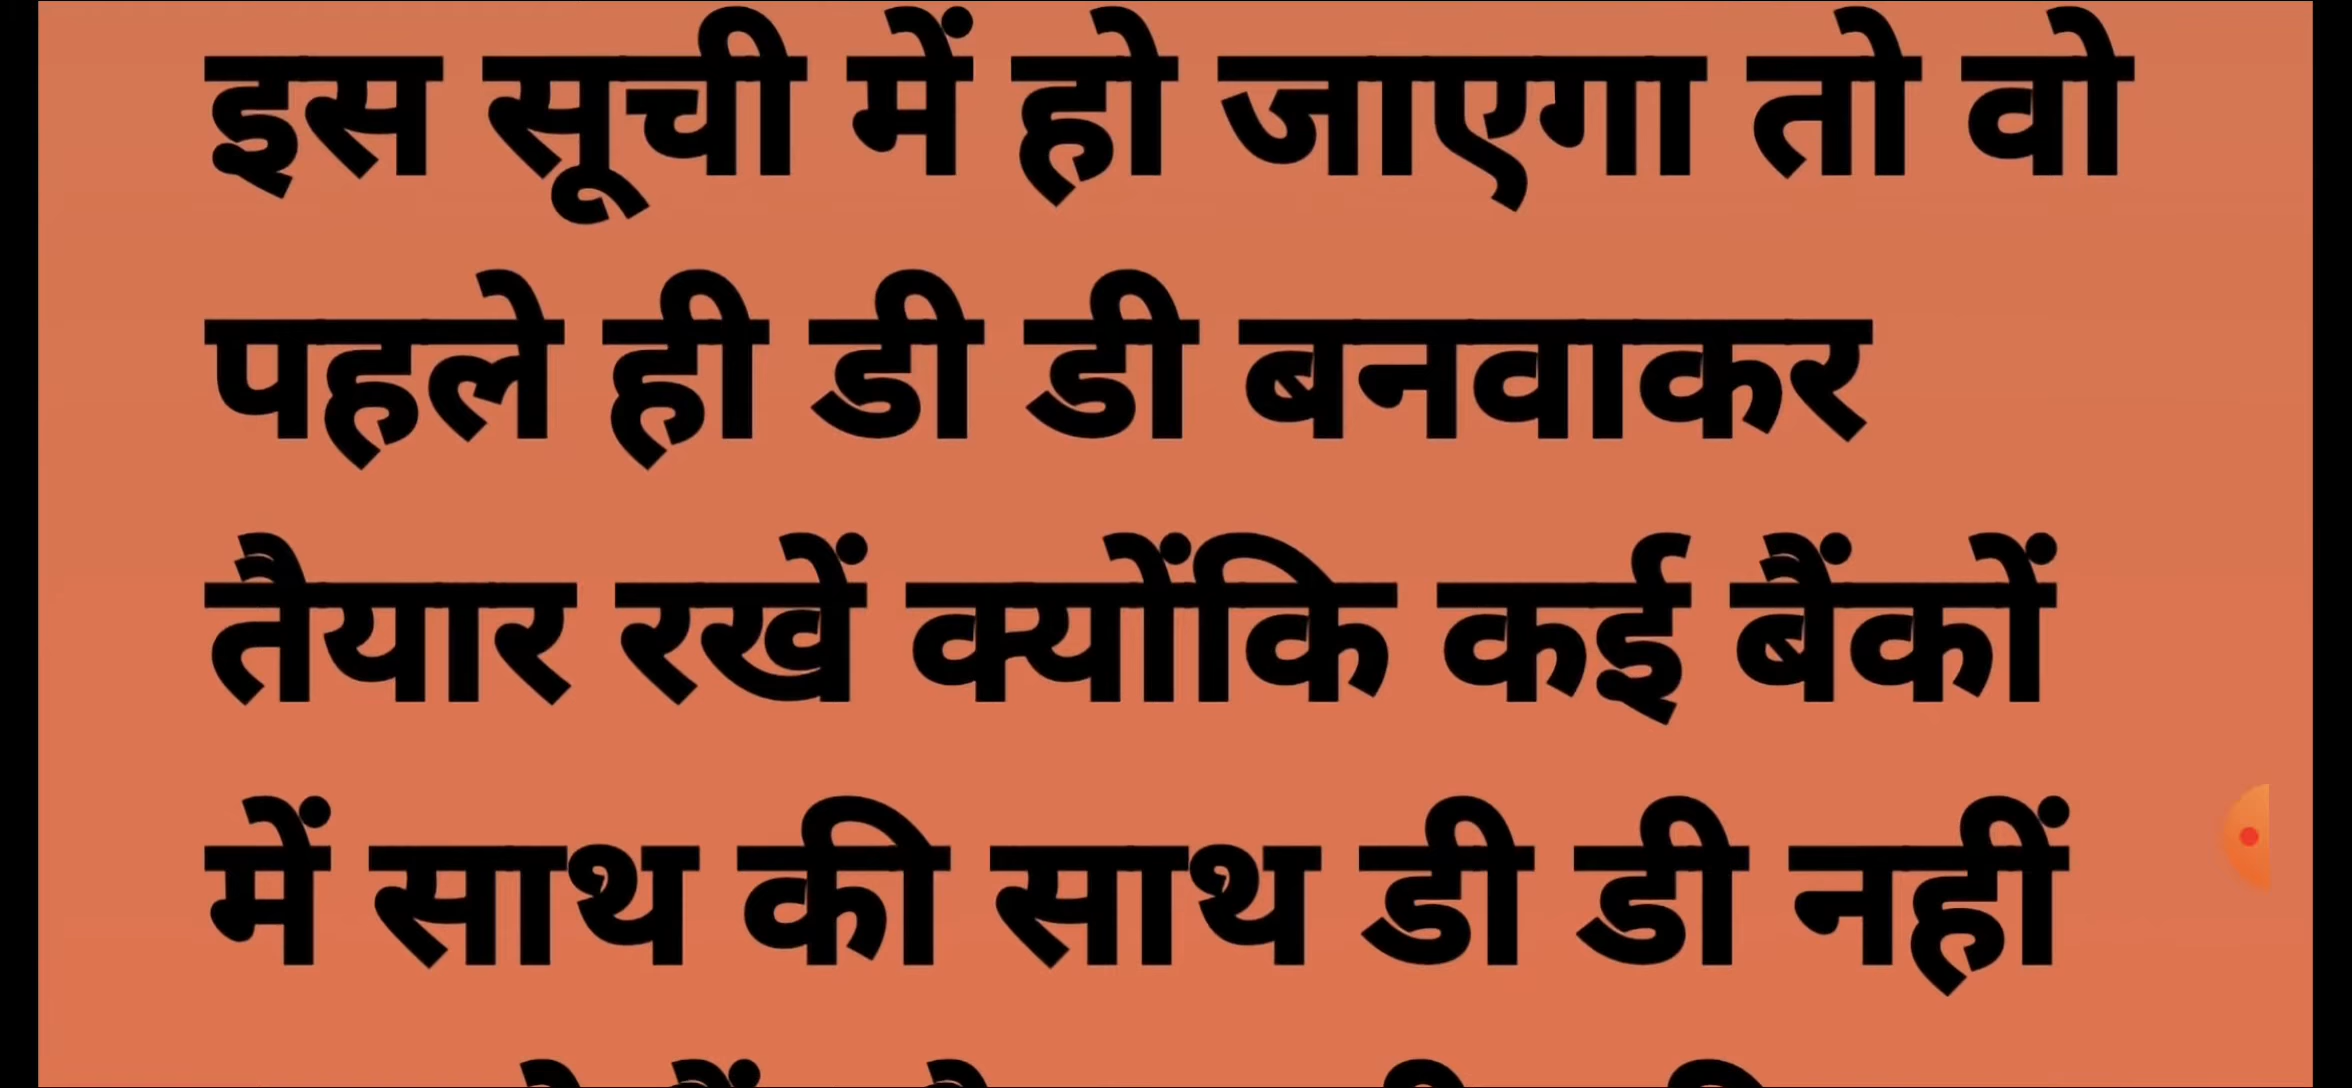 इस सूची में हो जाएगा तो वो
पहले ही डी डी बनवाकर
तैयार रखें क्योंकि कई बैंकों
में साथ की साथ डी डी नहीं